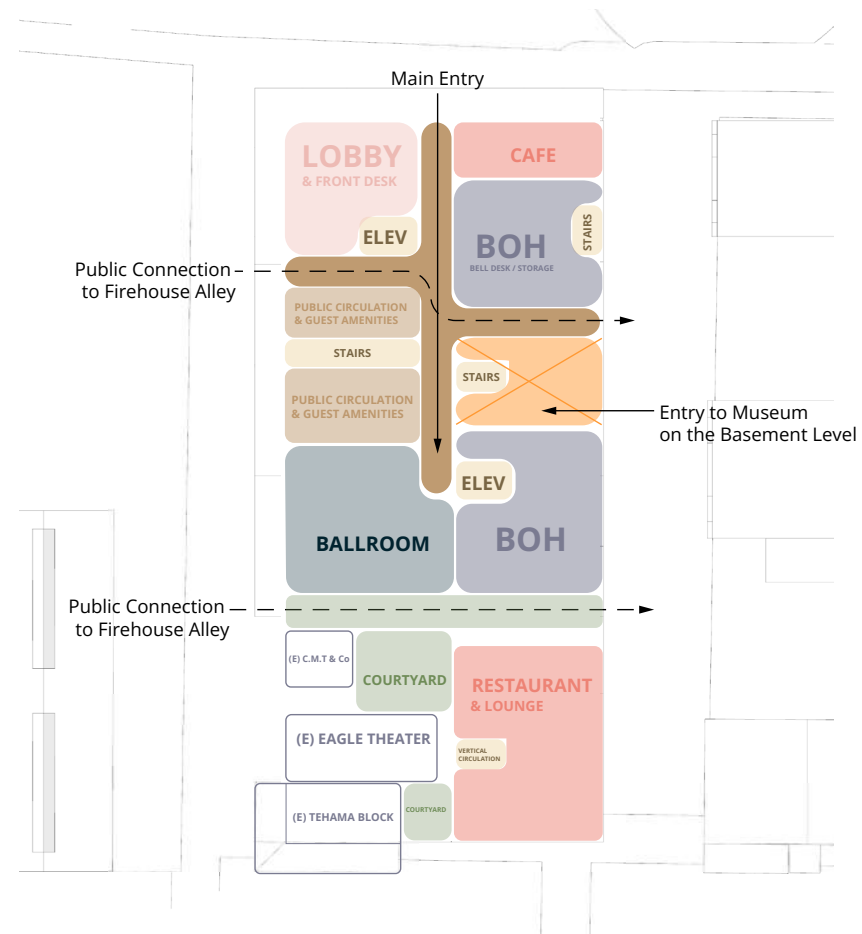 Main Entry
LOBBY
& FRONT DESK
CAFE
ELEV
STAIRS
BOH
BELL DESK / STORAGE
Public Connection
to Firehouse Alley
PUBLIC CIRCULATION
& GUEST AMENITIES
STAIRS
STAIRS
PUBLIC CIRCULATION
& GUEST AMENITIES
Entry to Museum
on the Basement Level
ELEV
BALLROOM
BOH
Public Connection
to Firehouse Alley
(E) C.M.T & Co
COURTYARD
RESTAURANT
& LOUNGE
(E) EAGLE THEATER
VERTICAL
CIRCULATION
(E) TEHAMA BLOCK
COURTYARD